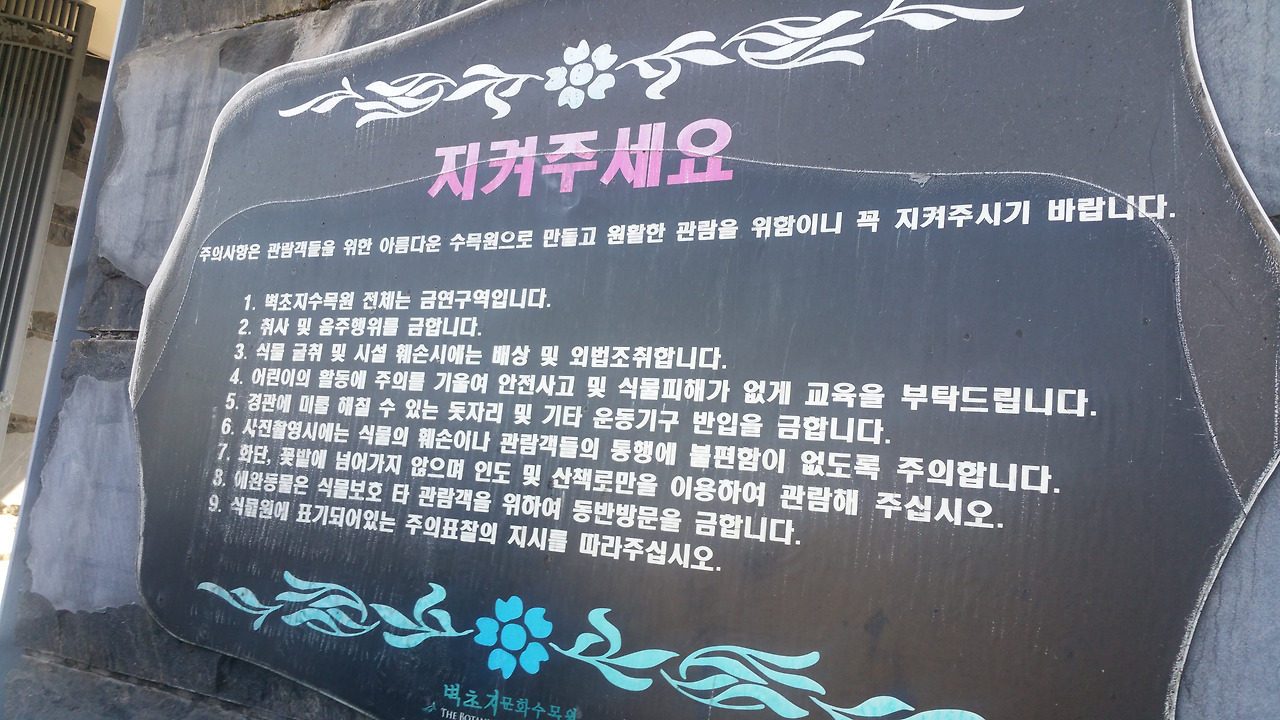 지켜주세요
주의사항은 관람객들을 위한 아름다운 수목원으로 만들고 원활한 관람을 위함이니 꼭 지켜주시기 바랍니다.
1. 벽초지수목원 전체는 금연구역입니다.
2. 취사 및 음주행위를 금합니다.
3. 식물 굴취 및 시설 훼손시에는 배상 및 외법조취합니다.
4. 어린이의 활동에 주의를 기울여 안전사고 및 식물피해가 없게 교육을 부탁드립니다.
5. 경관에 미를 해칠 수 있는 돗자리 및 기타 운동기구 반입을 금합니다.
6. 사진촬영시에는 식물의 훼손이나 관람객들의 통행에 불편함이 없도록 주의합니다.
7. 화단, 꽃밭에 넘어가지 않으며 인도 및 산책로만을 이용하여 관람해 주십시오.
8. 애완동물은 식물보호 타 관람객을 위하여 동반방문을 금합니다.
9. 식물원에 표기되어있는 주의표찰의 지시를 따라주십시오.
벽초지문화수목원
THE